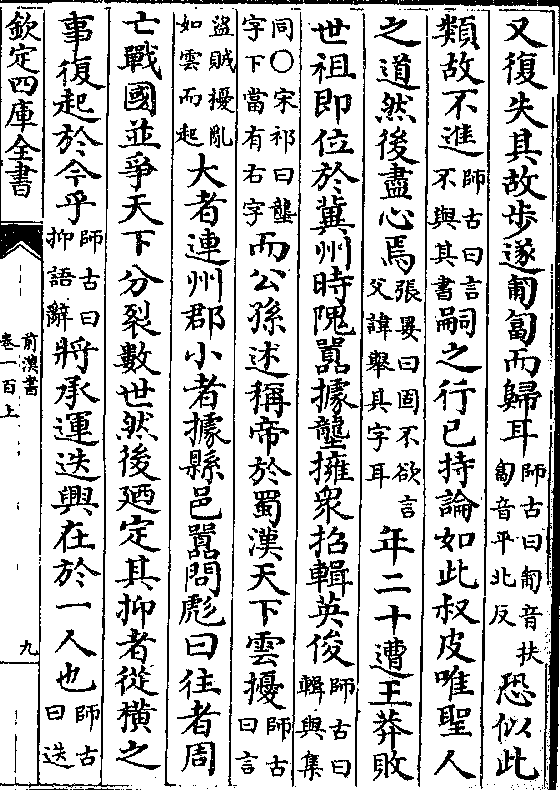 又復失其故歩遂匍匐而歸耳師古曰匍音扶匐音平北反恐似此
類故不進師古曰言不與其書嗣之行已持論如此叔皮唯聖人
之道然後盡心焉張晏曰固不欲言父諱舉其字耳年二十遭王莽敗
世祖即位於冀州時隗囂據壟擁衆招輯英俊師古曰輯與集
同○宋祁曰壟字下當有右字而公孫述稱帝於蜀漢天下雲擾師古曰言
盜賊擾亂如雲而起大者連州郡小者據縣邑囂問彪曰往者周
亡戰國並爭天下分裂數世然後廼定其抑者從横之
事復起於今乎師古曰抑語辭將承運迭興在於一人也師古曰迭
欽定四庫全書
前漢書
卷一百上
九